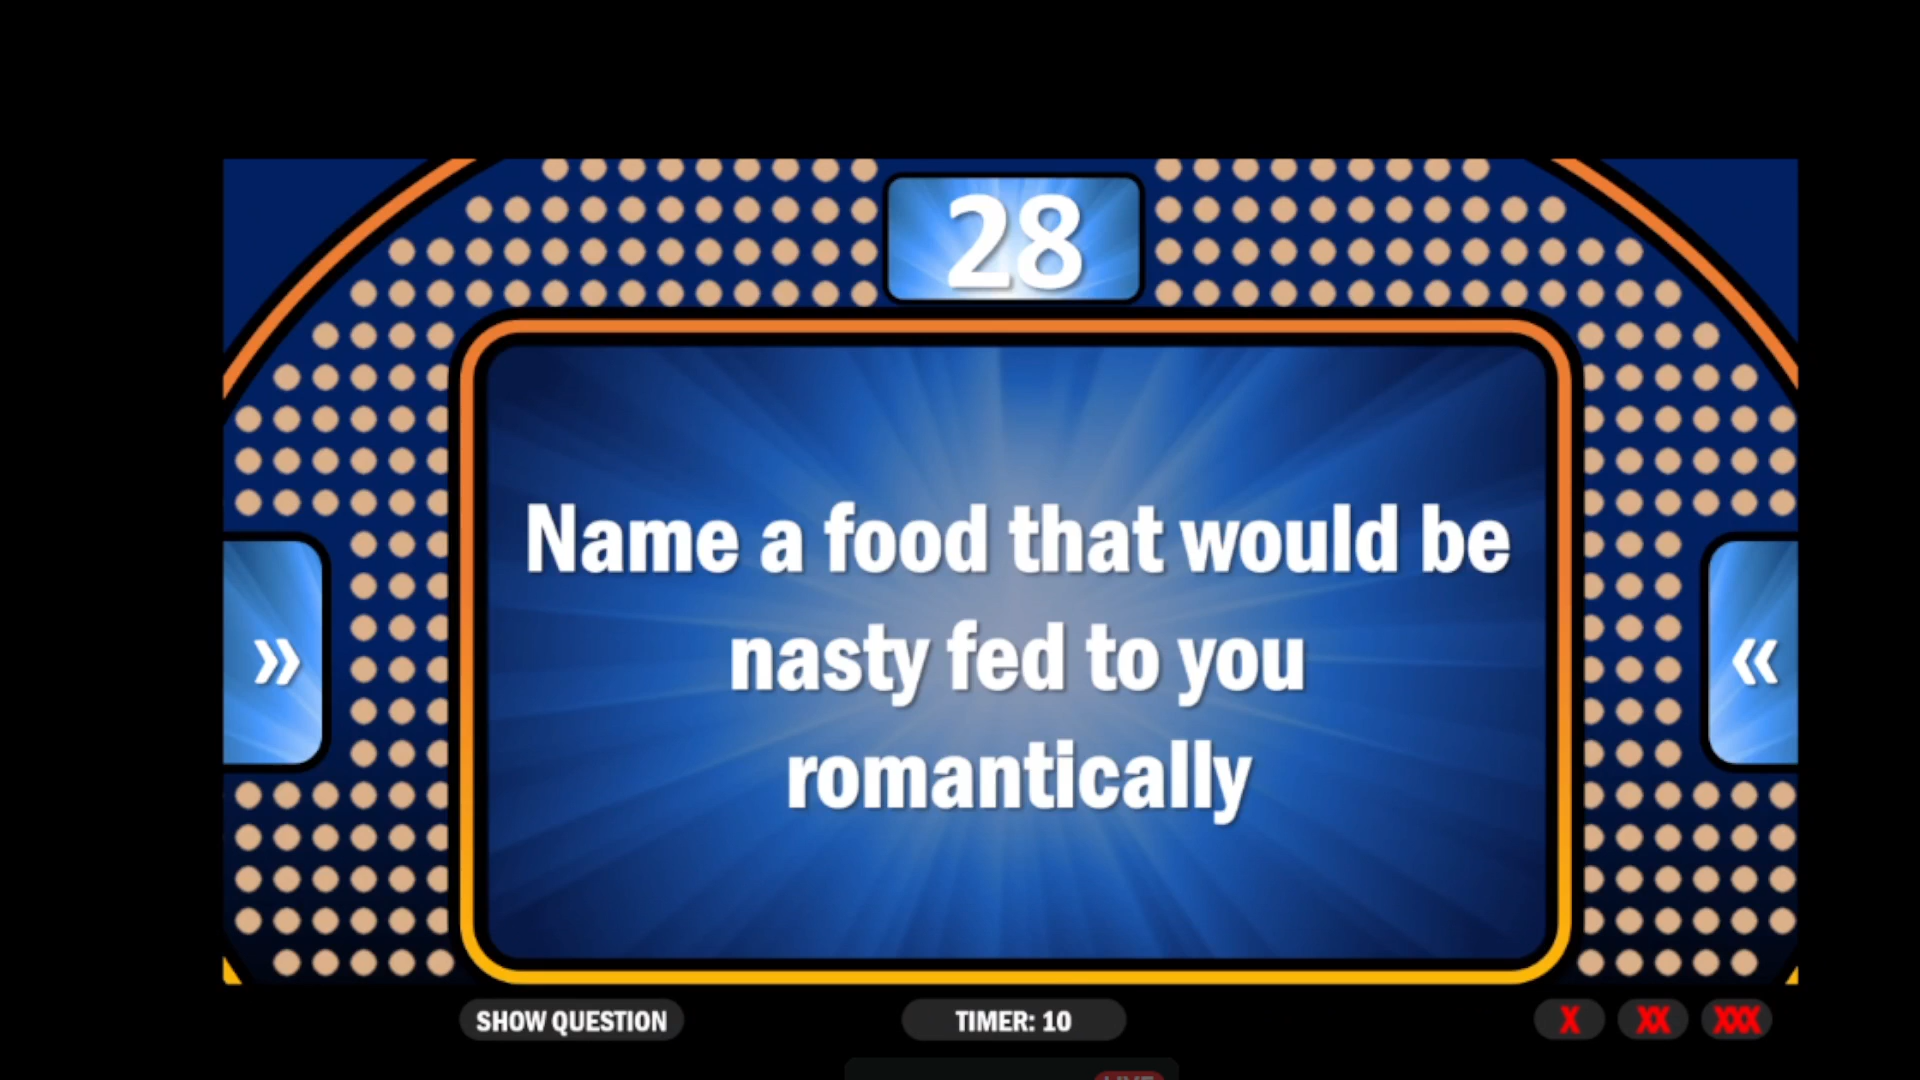 28
Name a food that would be
nasty fed to you
romantically
»
«
SHOW QUESTION
TIMER: 10
X
XX
XXX